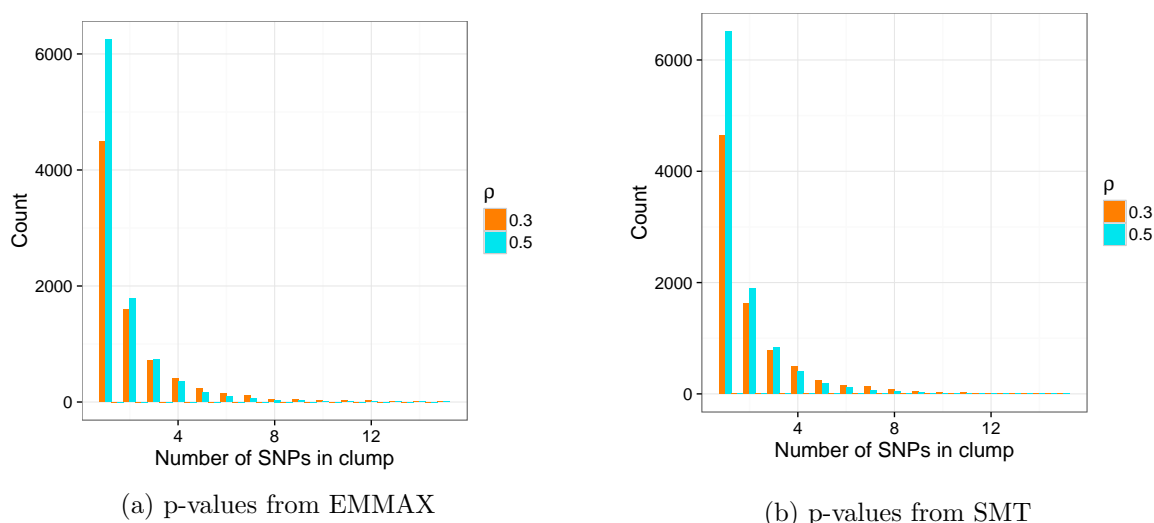 6000
4000
2000
0
Count
4
8
12
Number of SNPs in clump
ρ
0.3
0.5
(a) p-values from EMMAX
6000
4000
2000
0
Count
4
8
12
Number of SNPs in clump
ρ
0.3
0.5
(b) p-values from SMT